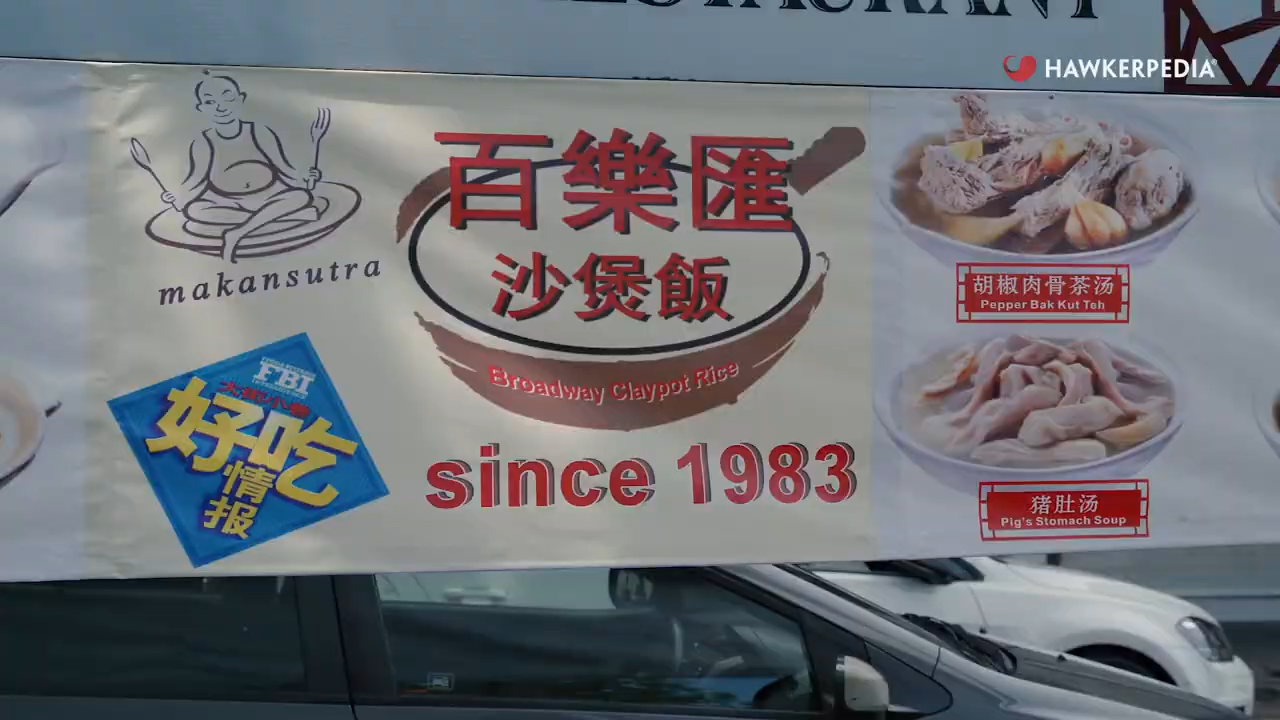 HAWKERPEDIA
makansutra
百樂匯
沙煲飯
Broadway Claypot Rice
since 1983
FBI
好吃
情
报
胡椒肉骨茶汤
Pepper Bak Kut Teh
猪肚汤
Pig's Stomach Soup